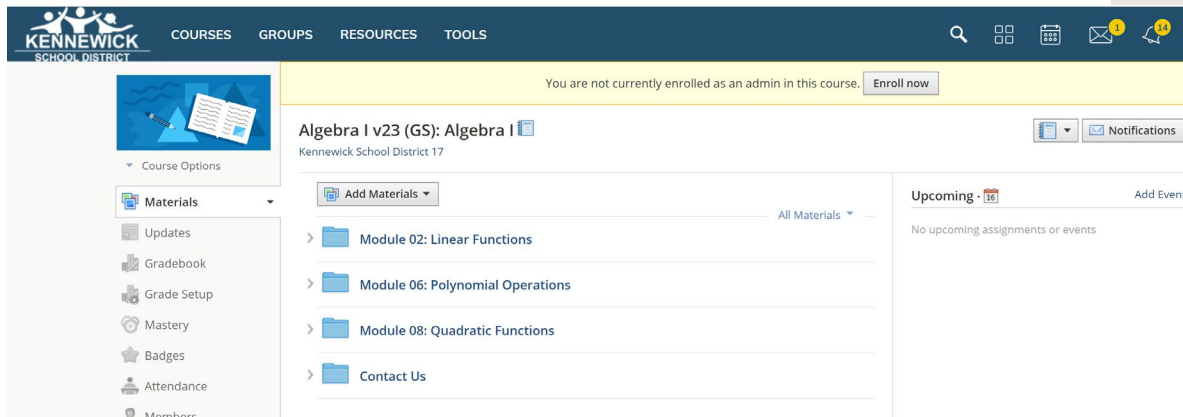 KENNEWICK
SCHOOL DISTRICT
COURSES GROUPS RESOURCES TOOLS
1
14
You are not currently enrolled as an admin in this course. Enroll now
Algebra I v23 (GS): Algebra I
Kennewick School District 17
Notifications
Course Options
Materials
Updates
Gradebook
Grade Setup
Mastery
Badges
Attendance
Members
Add Materials
All Materials
Module 02: Linear Functions
Module 06: Polynomial Operations
Module 08: Quadratic Functions
Contact Us
Upcoming · 16 Add Even
No upcoming assignments or events